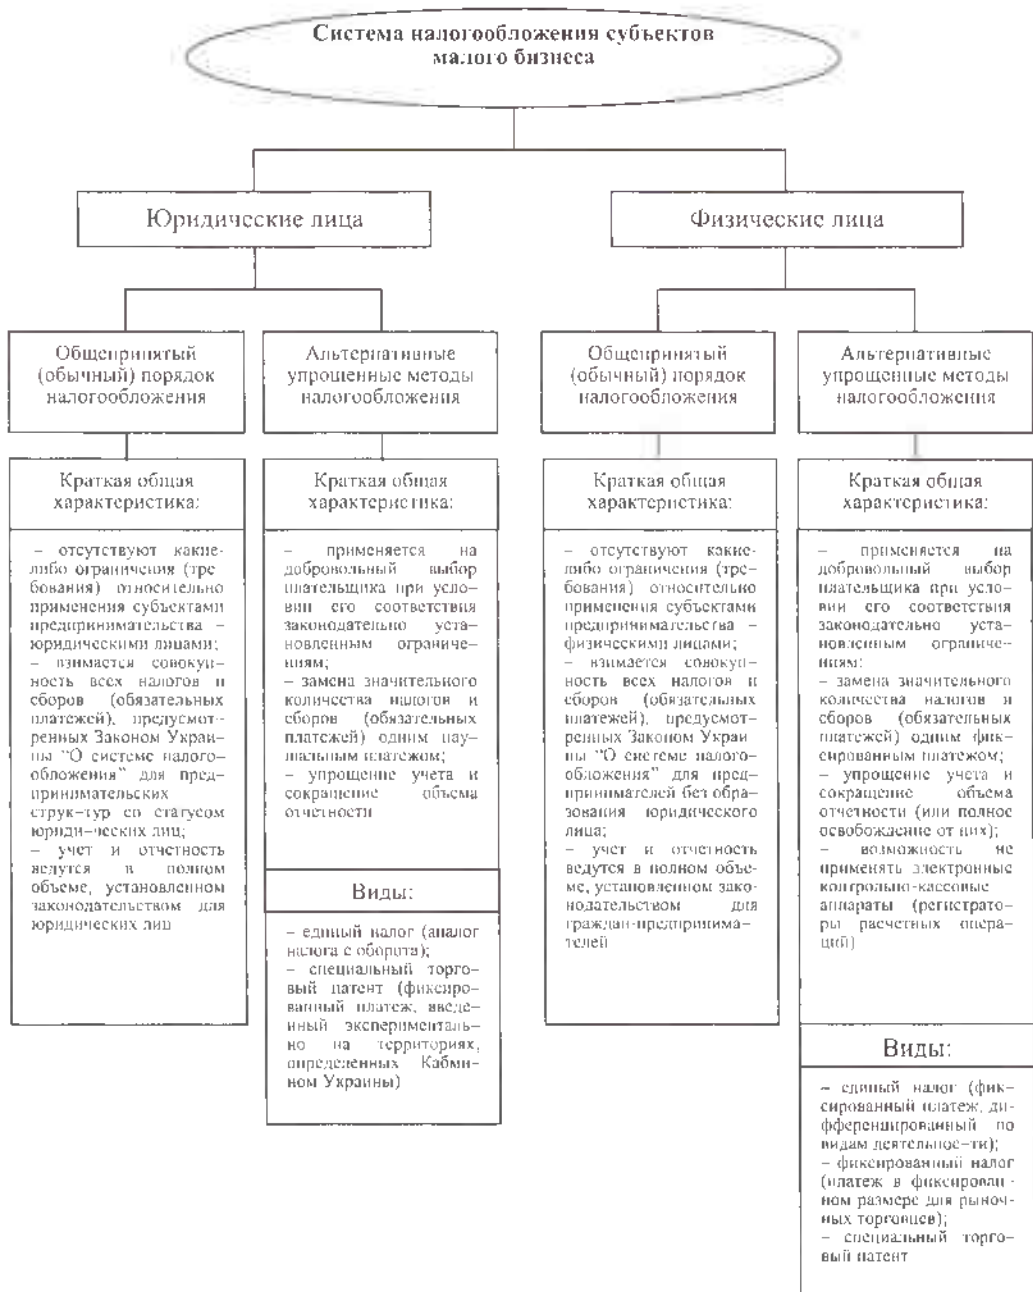 Система налогообложения субъектов
малого бизнеса
Юридические лица
Физические лица
Общепринятый
(обычный) порядок
налогообложения
Альтернативные
упрощенные методы
налогообложения
Общепринятый
(обычный) порядок
налогообложения
Альтернативные
упрощенные методы
налогообложения
Краткая общая
характеристика:
– отсутствуют какие-
либо ограничения (тре-
бования) относительно
применения субъектами
предпринимательства –
юридическими лицами;
– взимается совокуп-
ность всех налогов и
сборов (обязательных
платежей), предусмот-
ренных Законом Украи-
ны “О системе налого-
обложения” для пред-
принимательских
струк-тур со статусом
юриди-ческих лиц;
– учет и отчетность
ведутся в полном
объеме, установленном
законодательством для
юридических лиц
Краткая общая
характеристика:
– применяется на
добровольный выбор
плательщика при усло-
вии его соответствия
законодательно уста-
новленным ограниче-
ниям;
– замена значительного
количества налогов и
сборов (обязательных
платежей) одним пау-
шальным платежом;
– упрощение учета и
сокращение объема
отчетности
Виды:
– единый налог (аналог
налога с оборота);
– специальный торго-
вый патент (фиксиро-
ванный платеж, введе-
нный экспериментально
но на территориях,
определенных Кабми-
ном Украины)
Краткая общая
характеристика:
– отсутствуют какие-
либо ограничения (тре-
бования) относительно
применения субъектами
предпринимательства –
физическими лицами;
– взимается совокуп-
ность всех налогов и
сборов (обязательных
платежей), предусмот-
ренных Законом Украи
ны “О системе налого-
обложения” для пред-
принимателей без обра-
зования юридического
лица;
– учет и отчетность
ведутся в полном объе-
ме, установленном зако-
нодательством для
граждан-предпринима-
телей
Краткая общая
характеристика:
– применяется на
добровольный выбор
плательщика при усло-
вии его соответствия
законодательно уста-
новленным ограниче-
ниям:
– замена значительного
количества налогов и
сборов (обязательных
платежей) одним фик-
сированным платежом;
– упрощение учета и
сокращение объема
отчетности (или полное
освобождение от них);
– возможность не
применять электронные
контрольно-кассовые
аппараты (регистрато-
ры расчетных опера-
ций)
Виды:
– единый налог (фик-
сированный платеж, ди-
фференцированный по
видам деятельнос-ти);
– фиксированный налог
(платеж в фиксирован-
ном размере для рыноч-
ных торговцев);
– специальный торго-
вый патент